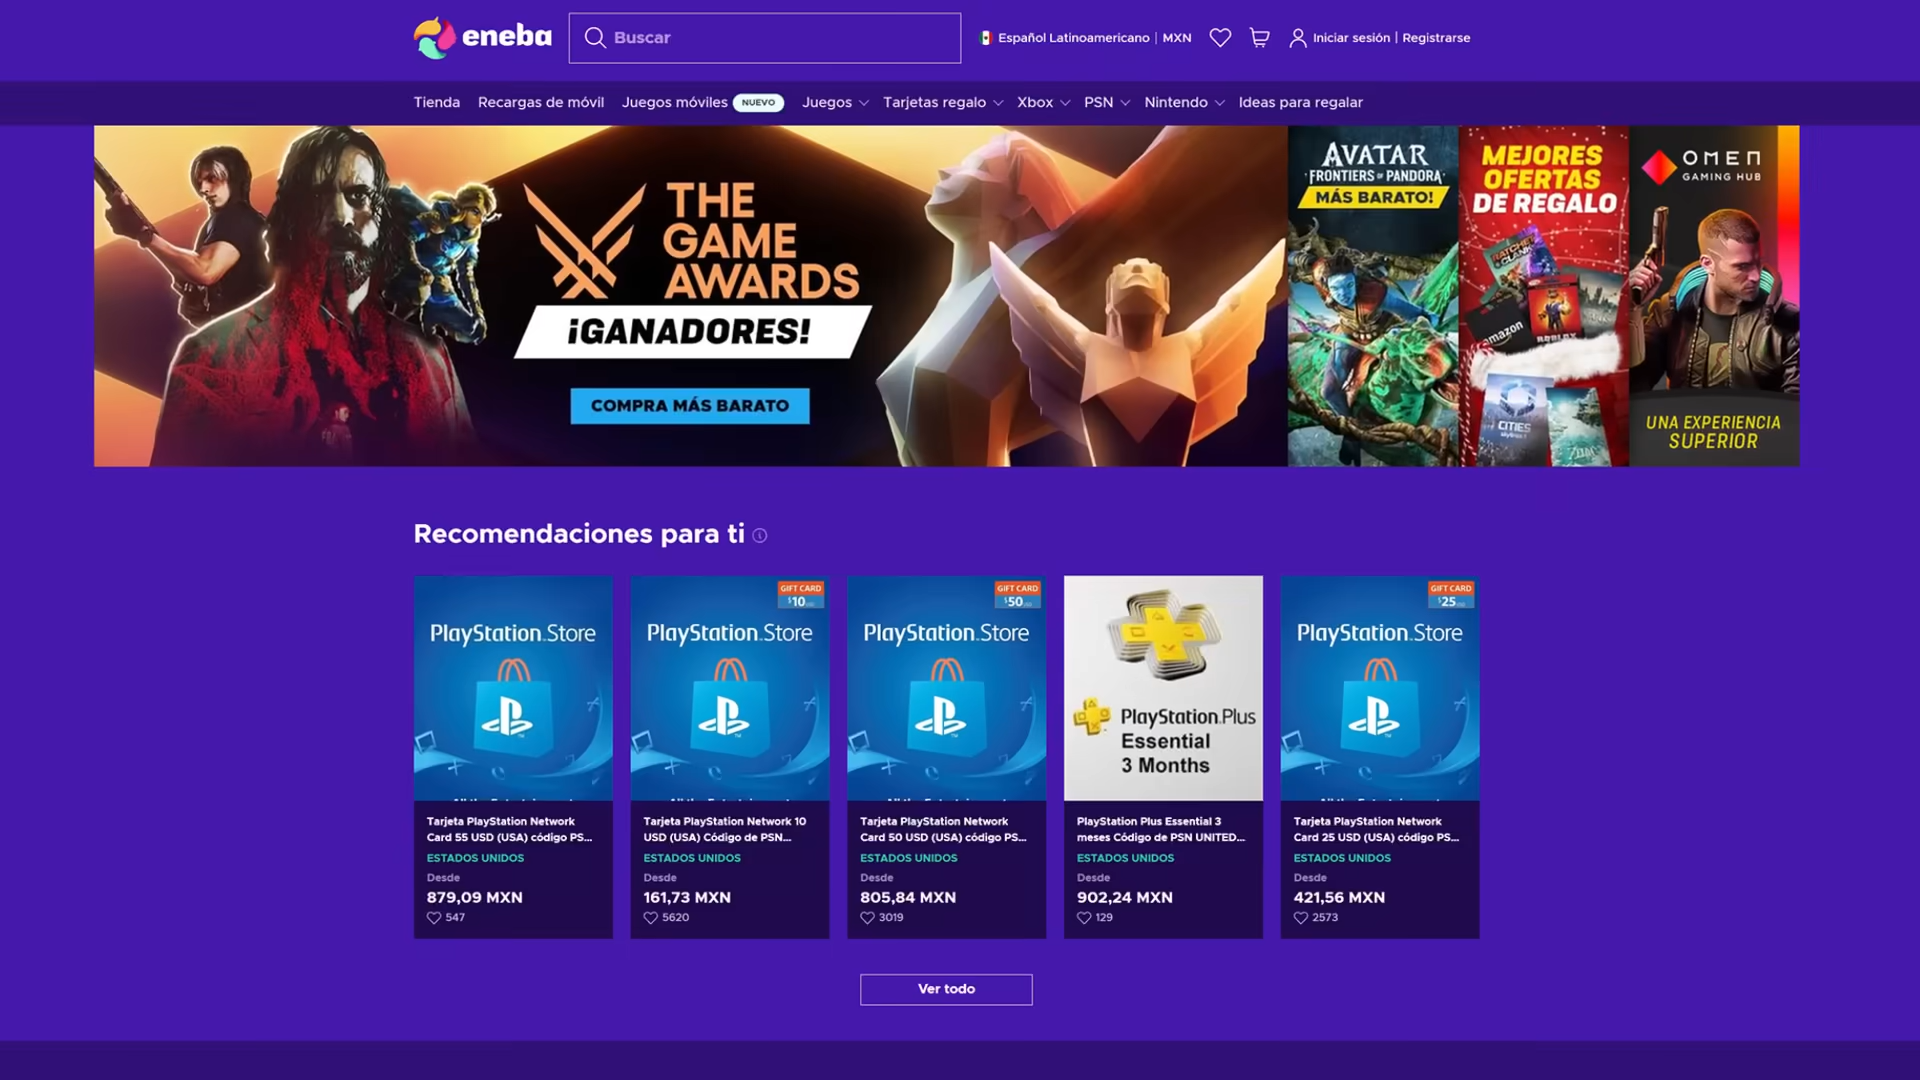 eneba
Buscar
Español Latinoamericano | MXN
Iniciar sesión | Registrarse
Tienda
Recargas de móvil
Juegos móviles NUEVO
Juegos
Tarjetas regalo
Xbox
PSN
Nintendo
Ideas para regalar
THE
GAME
AWARDS
¡GANADORES!
COMPRA MÁS BARATO
AVATAR
FRONTIERS OF PANDORA
MÁS BARATO!
MEJORES
OFERTAS
DE REGALO
RATCHET
& CLANK
amazon
ROBLOX
CITIES
OMEN
GAMING HUB
UNA EXPERIENCIA
SUPERIOR
Recomendaciones para ti
PlayStation.Store
Tarjeta PlayStation Network
Card 55 USD (USA) código PS...
ESTADOS UNIDOS
Desde
879,09 MXN
547
GIFT CARD
$10
PlayStation.Store
Tarjeta PlayStation Network 10
USD (USA) Código de PSN...
ESTADOS UNIDOS
Desde
161,73 MXN
5620
GIFT CARD
$50
PlayStation.Store
Tarjeta PlayStation Network
Card 50 USD (USA) código PS...
ESTADOS UNIDOS
Desde
805,84 MXN
3019
PlayStation.Plus
Essential
3 Months
PlayStation Plus Essential 3
meses Código de PSN UNITED...
ESTADOS UNIDOS
Desde
902,24 MXN
129
GIFT CARD
$25
PlayStation.Store
Tarjeta PlayStation Network
Card 25 USD (USA) código PS...
ESTADOS UNIDOS
Desde
421,56 MXN
2573
Ver todo